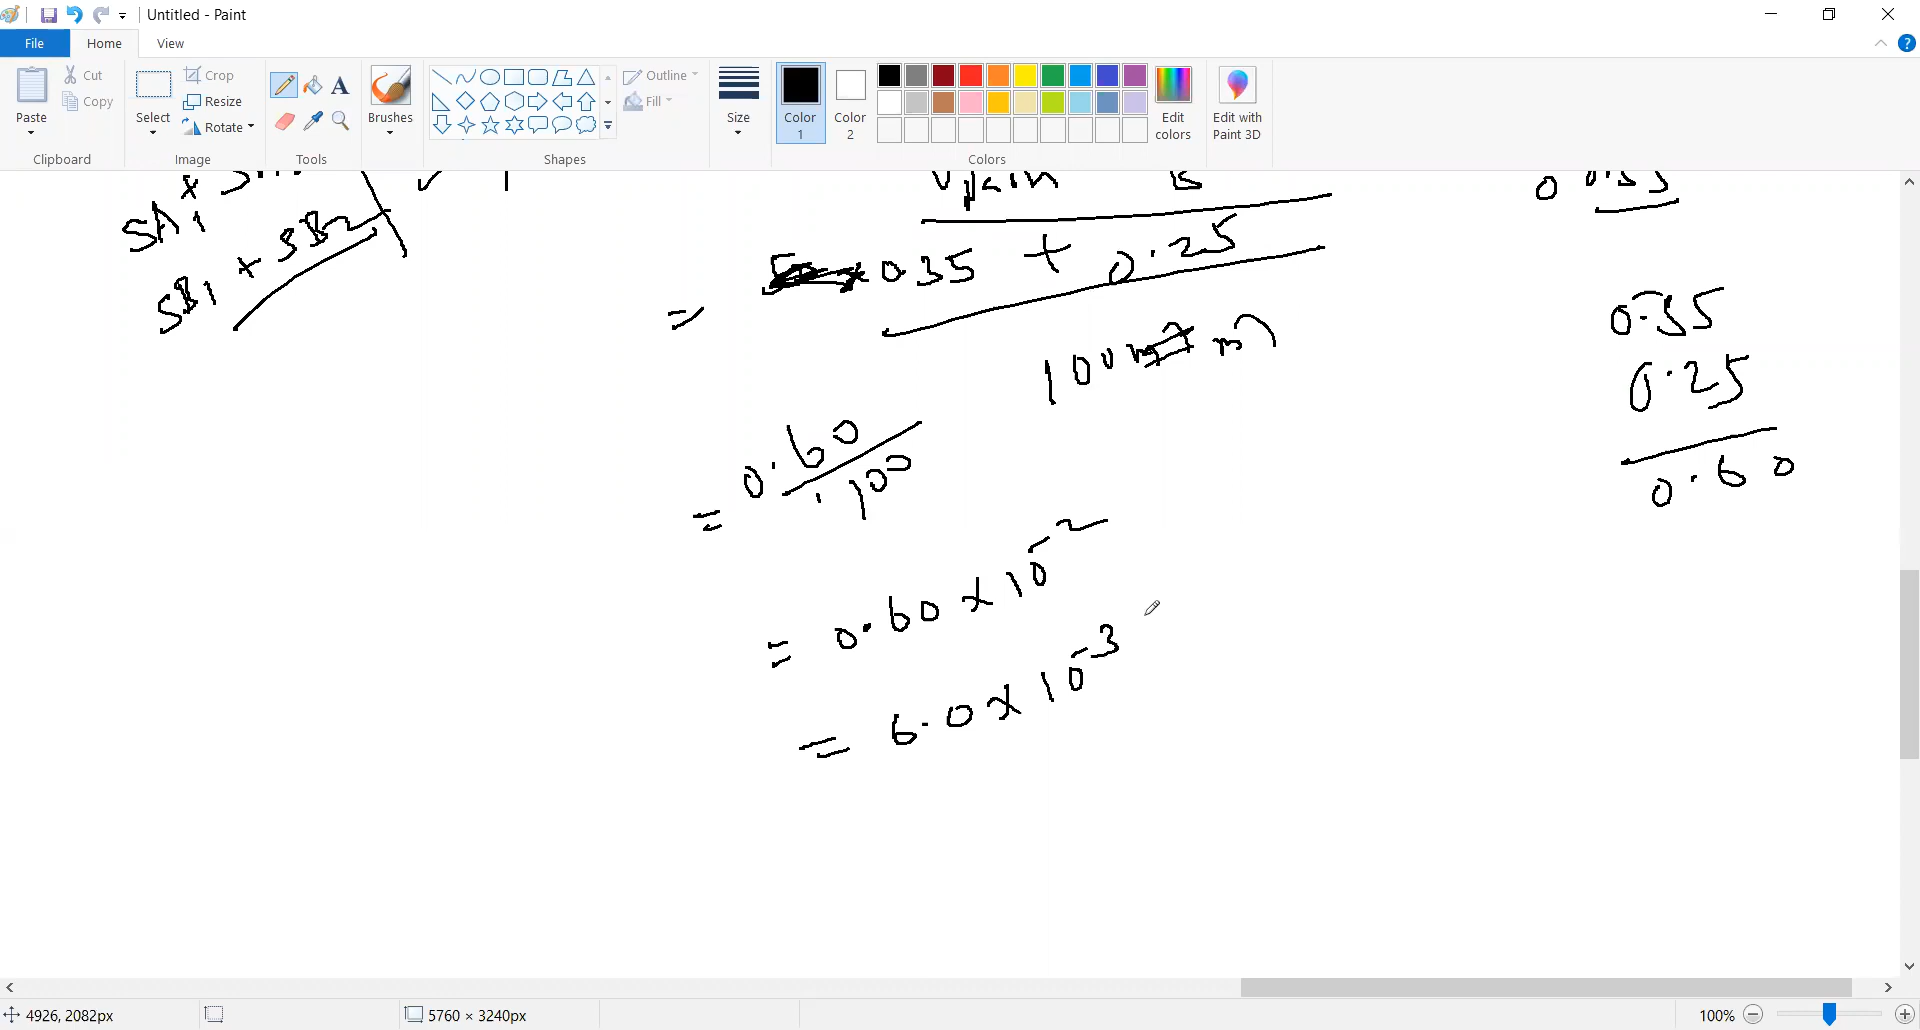 Untitled - Paint
File Home View
Cut
Copy
Paste
Clipboard
Select
Crop
Resize
Rotate
Image
Tools
Brushes
Shapes
Outline
Fill
Size
Color 1
Color 2
Colors
Edit colors
Edit with Paint 3D
SA1 x
SB1 + SB2
= 0.35 + 0.25
100 m
0.35
0.25
0.60
= 0.60
100
= 0.60 x 10-2
= 6.0 x 10-3
4926, 2082px
5760 × 3240px
100%